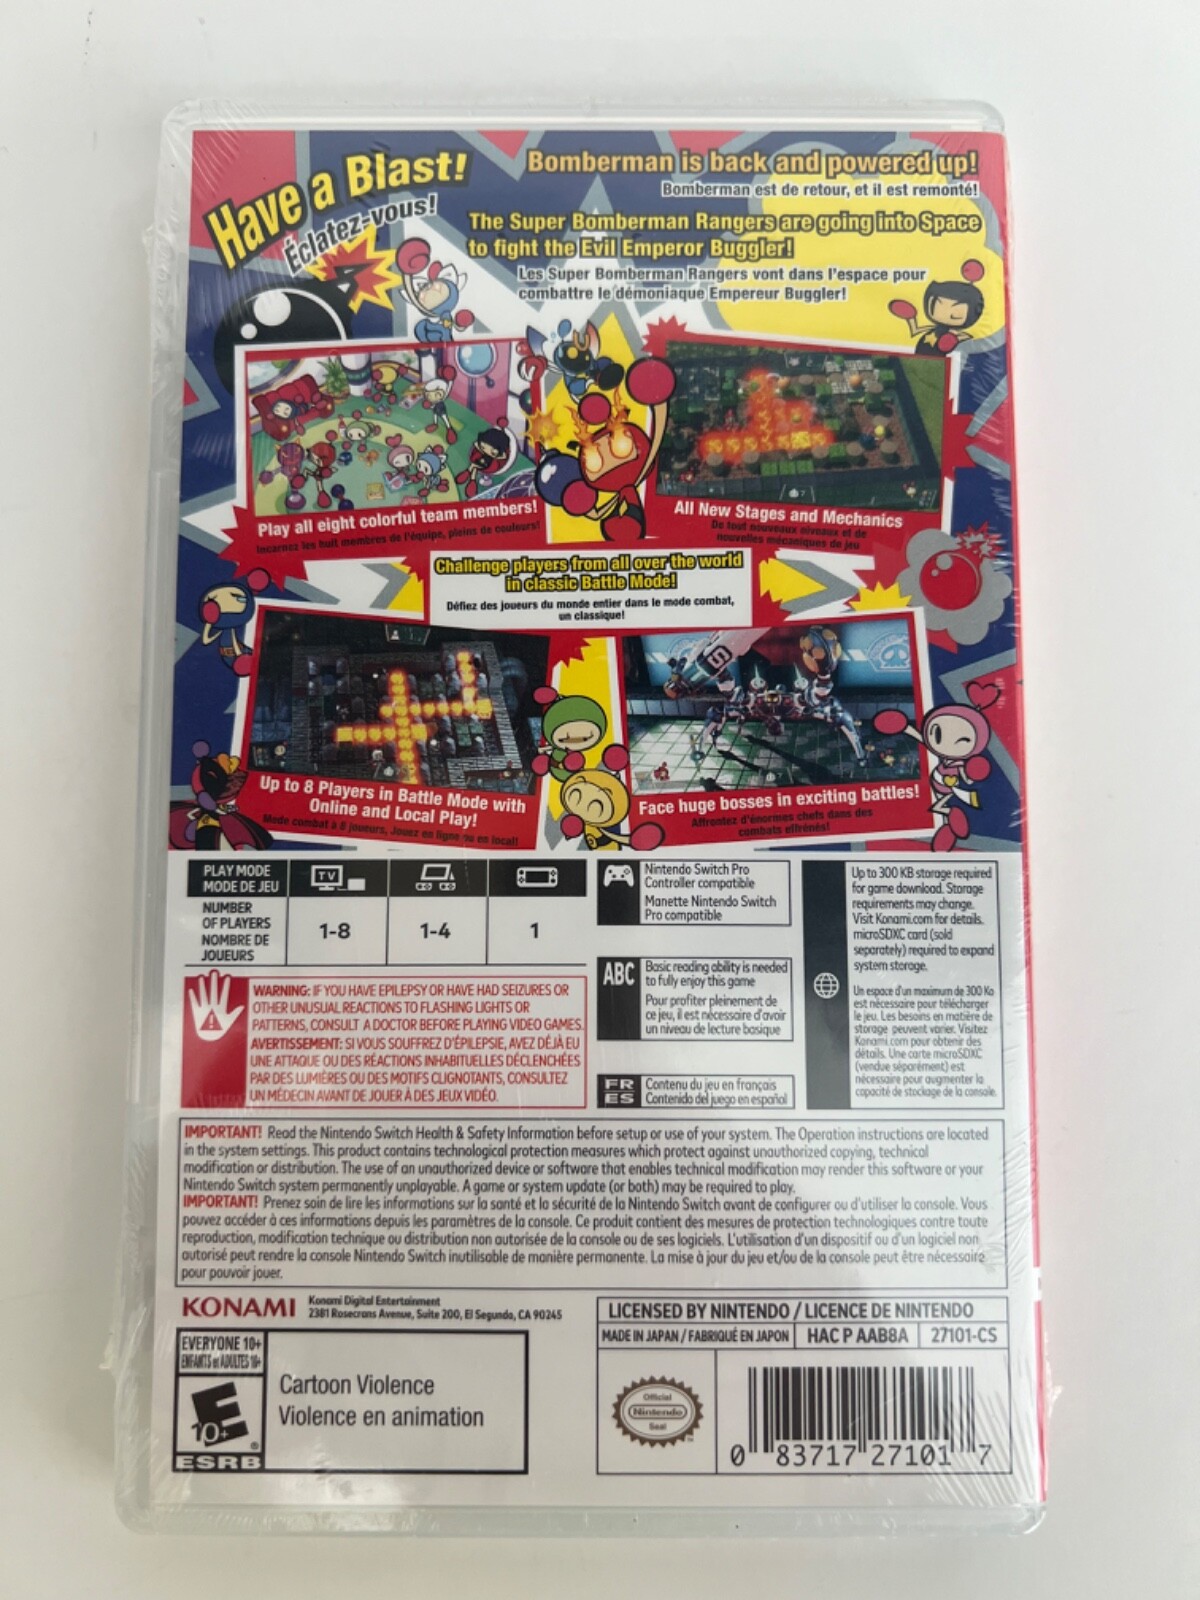 Have a Blast!
Éclatez-vous!
Bomberman is back and powered up!
Bomberman est de retour, et il est remonté!
The Super Bomberman Rangers are going into Space
to fight the Evil Emperor Buggler!
Les Super Bomberman Rangers vont dans l'espace pour
combattre le démoniaque Empereur Buggler!
Play all eight colorful team members!
Incarnez les huit membres de l'équipe, pleins de couleurs!
All New Stages and Mechanics
De tout nouveaux niveaux et de
nouvelles mécaniques de jeu
Challenge players from all over the world
in classic Battle Mode!
Défiez des joueurs du monde entier dans le mode combat,
un classique!
Up to 8 Players in Battle Mode with
Online and Local Play!
Mode combat à 8 joueurs, Jouez en ligne ou en local!
Face huge bosses in exciting battles!
Affrontez d'énormes chefs dans des
combats effrénés!
PLAY MODE
MODE DE JEU
TV
NUMBER
OF PLAYERS
NOMBRE DE
JOUEURS
1-8
1-4
1
Nintendo Switch Pro
Controller compatible
Manette Nintendo Switch
Pro compatible
ABC
Basic reading ability is needed
to fully enjoy this game
Pour profiter pleinement de
ce jeu, il est nécessaire d'avoir
un niveau de lecture basique
FR
ES
Contenu du jeu en français
Contenido del juego en español
Up to 300 KB storage required
for game download. Storage
requirements may change.
Visit Konami.com for details.
microSDXC card (sold
separately) required to expand
system storage.
Un espace d'un maximum de 300 Ko
est nécessaire pour télécharger
le jeu. Les besoins en matière de
storage peuvent varier. Visitez
Konami.com pour obtenir des
détails. Une carte microSDXC
(vendue séparément) est
nécessaire pour augmenter la
capacité de stockage de la console.
WARNING: IF YOU HAVE EPILEPSY OR HAVE HAD SEIZURES OR
OTHER UNUSUAL REACTIONS TO FLASHING LIGHTS OR
PATTERNS, CONSULT A DOCTOR BEFORE PLAYING VIDEO GAMES.
AVERTISSEMENT: SI VOUS SOUFFREZ D'ÉPILEPSIE, AVEZ DÉJÀ EU
UNE ATTAQUE OU DES RÉACTIONS INHABITUELLES DÉCLENCHÉES
PAR DES LUMIÈRES OU DES MOTIFS CLIGNOTANTS, CONSULTEZ
UN MÉDECIN AVANT DE JOUER À DES JEUX VIDÉO.
IMPORTANT! Read the Nintendo Switch Health & Safety Information before setup or use of your system. The Operation instructions are located
in the system settings. This product contains technological protection measures which protect against unauthorized copying, technical
modification or distribution. The use of an unauthorized device or software that enables technical modification may render this software or your
Nintendo Switch system permanently unplayable. A game or system update (or both) may be required to play.
IMPORTANT! Prenez soin de lire les informations sur la santé et la sécurité de la Nintendo Switch avant de configurer ou d'utiliser la console. Vous
pouvez accéder à ces informations depuis les paramètres de la console. Ce produit contient des mesures de protection technologiques contre toute
reproduction, modification technique ou distribution non autorisée de la console ou de ses logiciels. L'utilisation d'un dispositif ou d'un logiciel non
autorisé peut rendre la console Nintendo Switch inutilisable de manière permanente. La mise à jour du jeu et/ou de la console peut être nécessaire
pour pouvoir jouer.
KONAMI
Konami Digital Entertainment
2381 Rosecrans Avenue, Suite 200, El Segundo, CA 90245
EVERYONE 10+
ENFANTS et ADULTES 10+
E
10+
®
ESRB
Cartoon Violence
Violence en animation
LICENSED BY NINTENDO / LICENCE DE NINTENDO
MADE IN JAPAN / FABRIQUÉ EN JAPON
HAC P AAB8A
27101-CS
Official
Nintendo
Seal
™
0 83717 27101 7